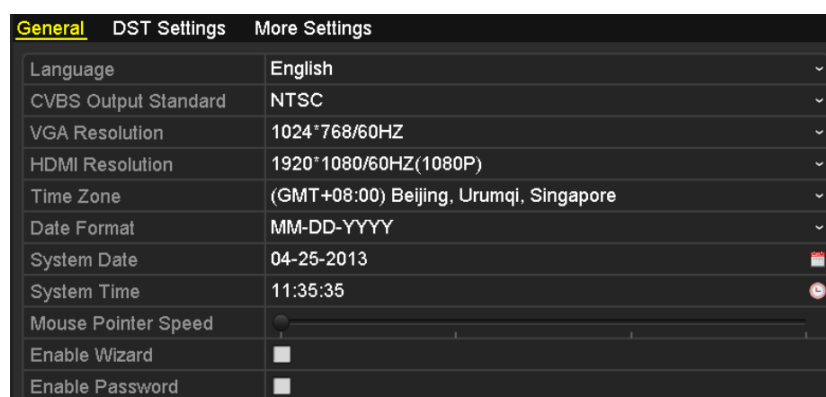 General DST Settings More Settings
Language English
CVBS Output Standard NTSC
VGA Resolution 1024*768/60HZ
HDMI Resolution 1920*1080/60HZ(1080P)
Time Zone (GMT+08:00) Beijing, Urumqi, Singapore
Date Format MM-DD-YYYY
System Date 04-25-2013
System Time 11:35:35
Mouse Pointer Speed
Enable Wizard
Enable Password